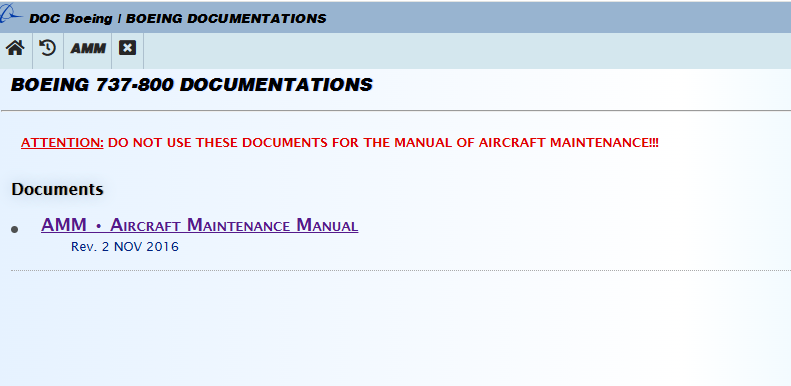 DOC Boeing / BOEING DOCUMENTATIONS
AMM
BOEING 737-800 DOCUMENTATIONS
ATTENTION: DO NOT USE THESE DOCUMENTS FOR THE MANUAL OF AIRCRAFT MAINTENANCE!!!
Documents
AMM • Aircraft Maintenance Manual
Rev. 2 NOV 2016